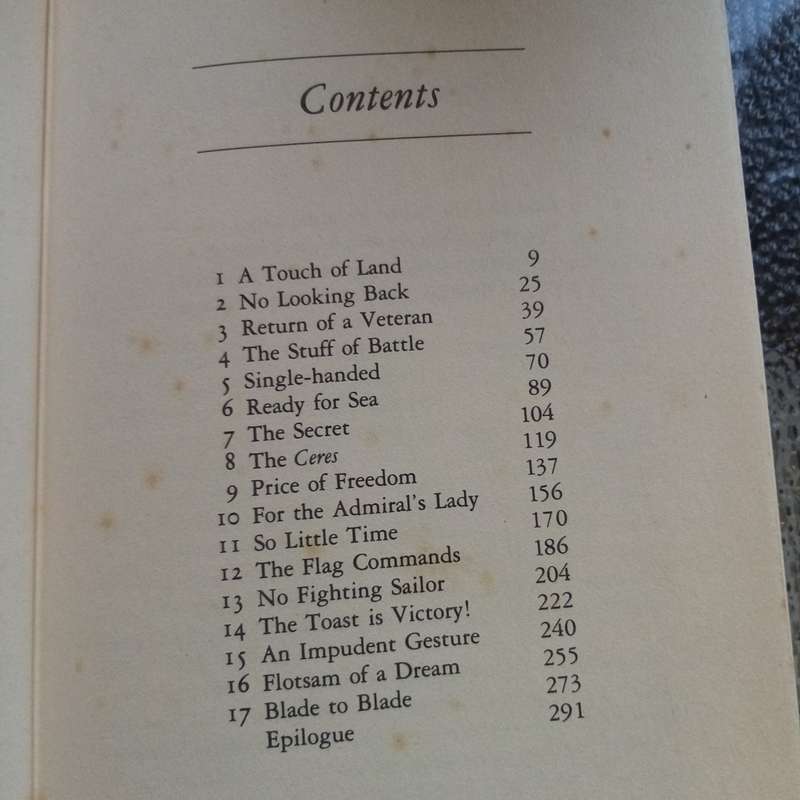 Contents
1 A Touch of Land 9
2 No Looking Back 25
3 Return of a Veteran 39
4 The Stuff of Battle 57
5 Single-handed 70
6 Ready for Sea 89
7 The Secret 104
8 The Ceres 119
9 Price of Freedom 137
10 For the Admiral's Lady 156
11 So Little Time 170
12 The Flag Commands 186
13 No Fighting Sailor 204
14 The Toast is Victory! 222
15 An Impudent Gesture 240
16 Flotsam of a Dream 255
17 Blade to Blade 273
Epilogue 291